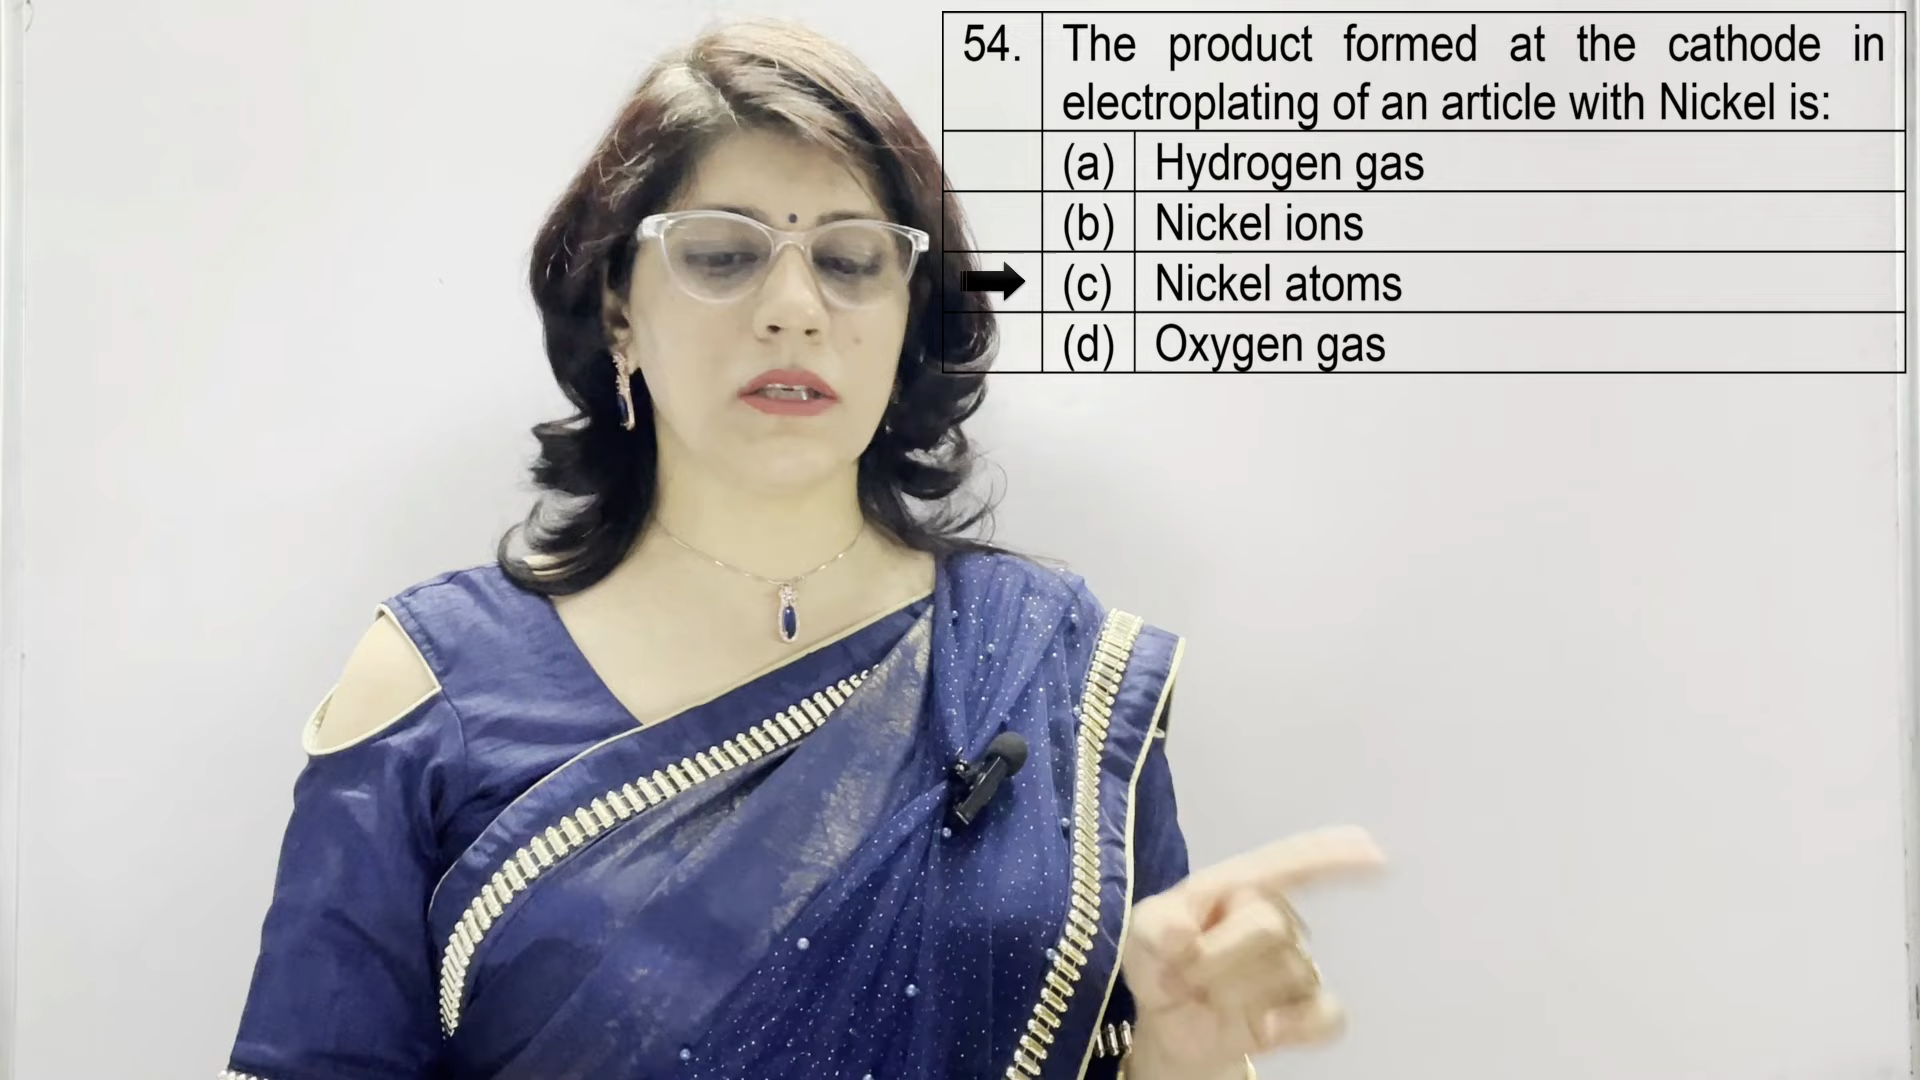 54. The product formed at the cathode in
electroplating of an article with Nickel is:
(a) Hydrogen gas
(b) Nickel ions
(c) Nickel atoms
(d) Oxygen gas